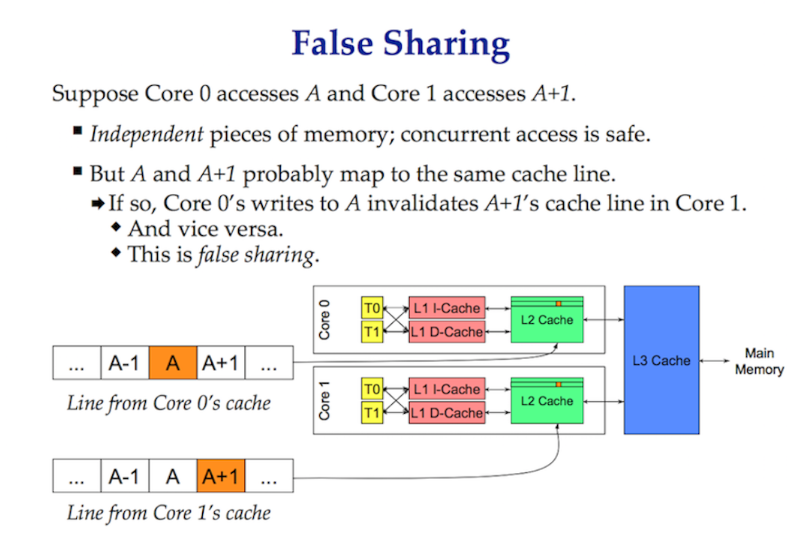 False Sharing
Suppose Core 0 accesses A and Core 1 accesses A+1.
▪ Independent pieces of memory; concurrent access is safe.
▪ But A and A+1 probably map to the same cache line.
➡If so, Core 0's writes to A invalidates A+1's cache line in Core 1.
◆ And vice versa.
◆ This is false sharing.
Core 0
T0
T1
L1 I-Cache
L1 D-Cache
L2 Cache
... A-1 A A+1 ...
Line from Core 0's cache
Core 1
T0
T1
L1 I-Cache
L1 D-Cache
L2 Cache
L3 Cache
Main
Memory
... A-1 A A+1 ...
Line from Core 1's cache